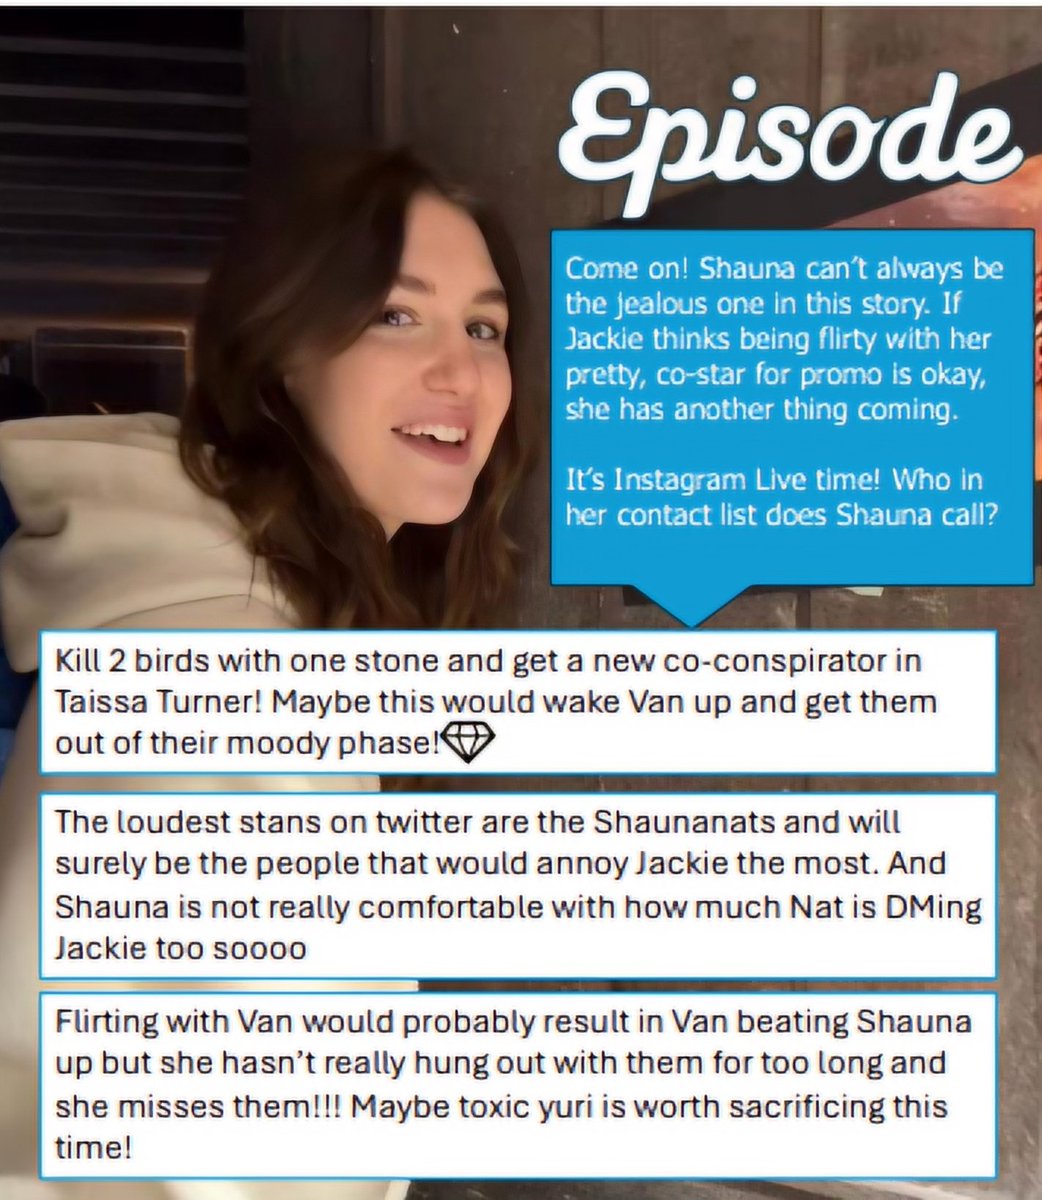 Episode
Come on! Shauna can't always be
the jealous one in this story. If
Jackie thinks being flirty with her
pretty, co-star for promo is okay,
she has another thing coming.
It's Instagram Live time! Who in
her contact list does Shauna call?
Kill 2 birds with one stone and get a new co-conspirator in
Taissa Turner! Maybe this would wake Van up and get them
out of their moody phase!
The loudest stans on twitter are the Shaunanats and will
surely be the people that would annoy Jackie the most. And
Shauna is not really comfortable with how much Nat is DMing
Jackie too soooo
Flirting with Van would probably result in Van beating Shauna
up but she hasn't really hung out with them for too long and
she misses them!!! Maybe toxic yuri is worth sacrificing this
time!